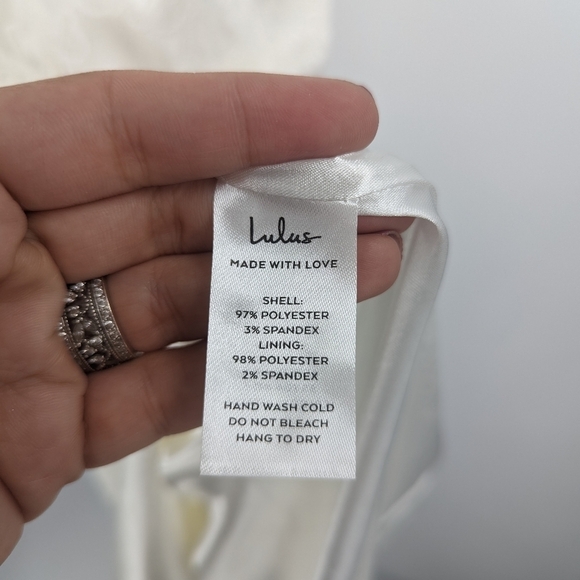 Lulus
MADE WITH LOVE
SHELL:
97% POLYESTER
3% SPANDEX
LINING:
98% POLYESTER
2% SPANDEX
HAND WASH COLD
DO NOT BLEACH
HANG TO DRY